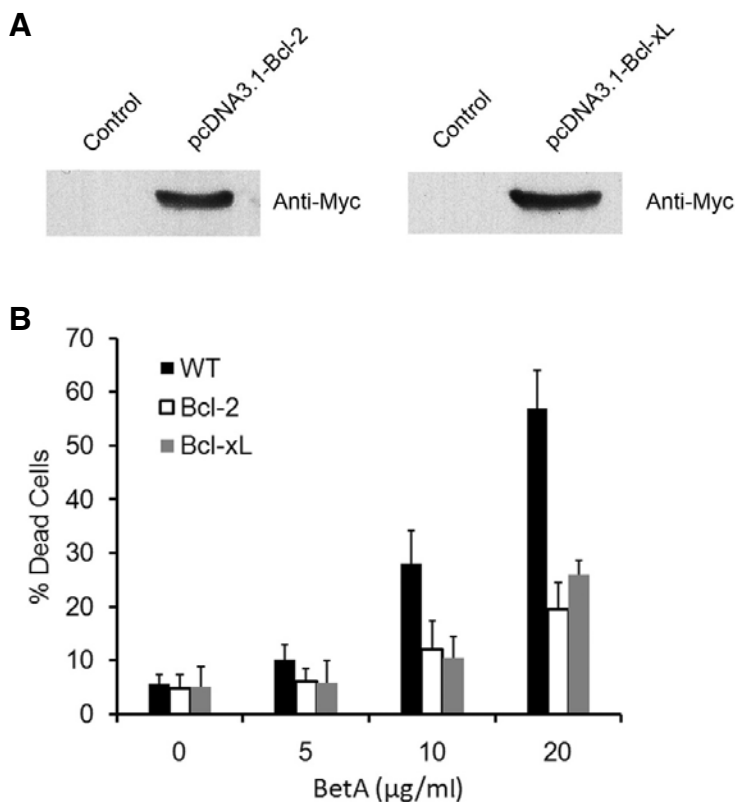 A
Control
pcDNA3.1-Bcl-2
Anti-Myc
Control
pcDNA3.1-Bcl-xL
Anti-Myc
B
70
60
50
40
30
20
10
0
% Dead Cells
WT
Bcl-2
Bcl-xL
0 5 10 20
BetA (µg/ml)